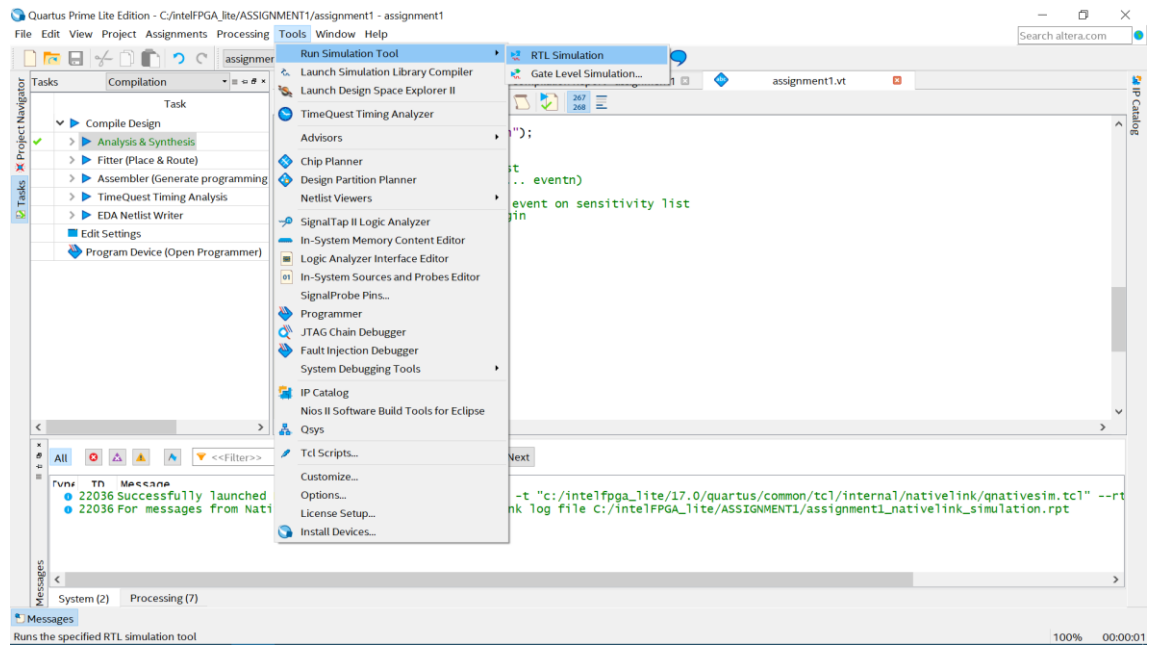 Quartus Prime Lite Edition - C:/intelFPGA_lite/ASSIGNMENT1/assignment1 - assignment1
File Edit View Project Assignments Processing Tools Window Help
Search altera.com
assignmer
Tasks Compilation
Task
Compile Design
Analysis & Synthesis
Fitter (Place & Route)
Assembler (Generate programming
TimeQuest Timing Analysis
EDA Netlist Writer
Edit Settings
Program Device (Open Programmer)
Project Navigator
Tasks
Run Simulation Tool
Launch Simulation Library Compiler
Launch Design Space Explorer II
TimeQuest Timing Analyzer
Advisors
Chip Planner
Design Partition Planner
Netlist Viewers
SignalTap II Logic Analyzer
In-System Memory Content Editor
Logic Analyzer Interface Editor
In-System Sources and Probes Editor
SignalProbe Pins...
Programmer
JTAG Chain Debugger
Fault Injection Debugger
System Debugging Tools
IP Catalog
Nios II Software Build Tools for Eclipse
Qsys
Tcl Scripts...
Customize...
Options...
License Setup...
Install Devices...
RTL Simulation
Gate Level Simulation...
assignment1.vt
267
268
");
st
.. eventn)
event on sensitivity list
gin
IP Catalog
All <<Filter>> Next
Type ID Message
22036 Successfully launched -t "c:/intelfpga_lite/17.0/quartus/common/tcl/internal/nativelink/qnativesim.tcl" --rt
22036 For messages from Nati nk log file C:/intelFPGA_lite/ASSIGNMENT1/assignment1_nativelink_simulation.rpt
Messages
System (2) Processing (7)
Messages
Runs the specified RTL simulation tool
100% 00:00:01